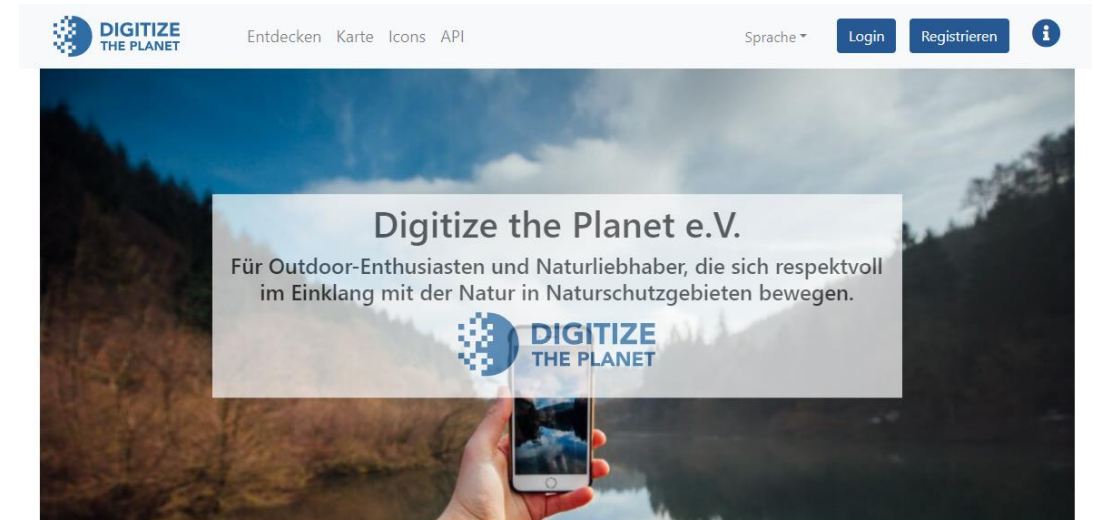 DIGITIZE
THE PLANET
Entdecken Karte Icons API
Sprache
Login
Registrieren
Digitize the Planet e.V.
Für Outdoor-Enthusiasten und Naturliebhaber, die sich respektvoll
im Einklang mit der Natur in Naturschutzgebieten bewegen.
DIGITIZE
THE PLANET